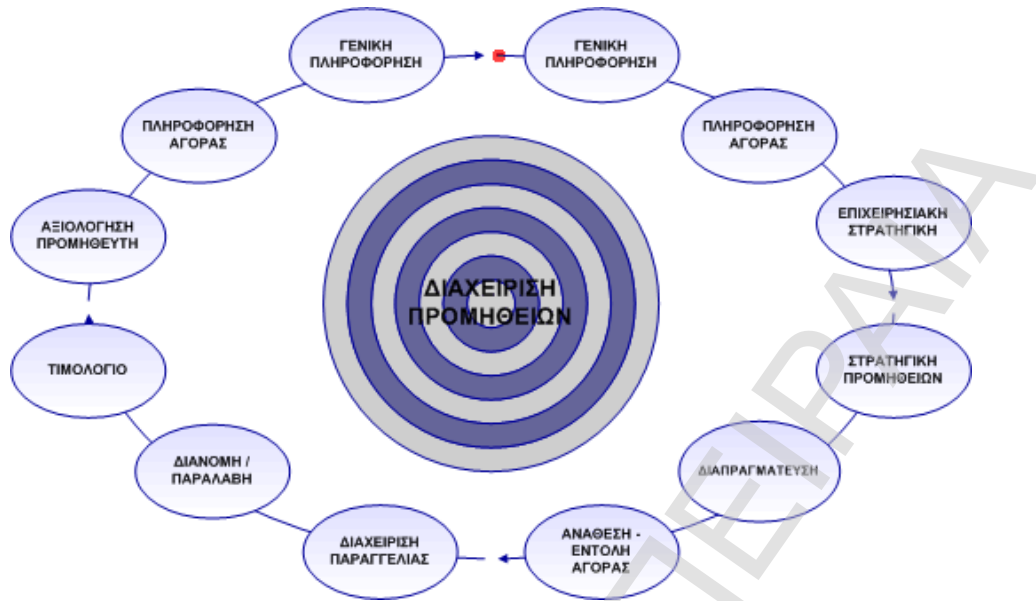 ΓΕΝΙΚΗ
ΠΛΗΡΟΦΟΡΗΣΗ
ΓΕΝΙΚΗ
ΠΛΗΡΟΦΟΡΗΣΗ
ΠΛΗΡΟΦΟΡΗΣΗ
ΑΓΟΡΑΣ
ΠΛΗΡΟΦΟΡΗΣΗ
ΑΓΟΡΑΣ
ΑΞΙΟΛΟΓΗΣΗ
ΠΡΟΜΗΘΕΥΤΗ
ΕΠΙΧΕΙΡΗΣΙΑΚΗ
ΣΤΡΑΤΗΓΙΚΗ
ΔΙΑΧΕΙΡΙΣΗ
ΠΡΟΜΗΘΕΙΩΝ
ΤΙΜΟΛΟΓΙΟ
ΣΤΡΑΤΗΓΙΚΗ
ΠΡΟΜΗΘΕΙΩΝ
ΔΙΑΝΟΜΗ /
ΠΑΡΑΛΑΒΗ
ΔΙΑΠΡΑΓΜΑΤΕΥΣΗ
ΔΙΑΧΕΙΡΙΣΗ
ΠΑΡΑΓΓΕΛΙΑΣ
ΑΝΑΘΕΣΗ -
ΕΝΤΟΛΗ
ΑΓΟΡΑΣ
ΠΕΙΡΑΙΑ